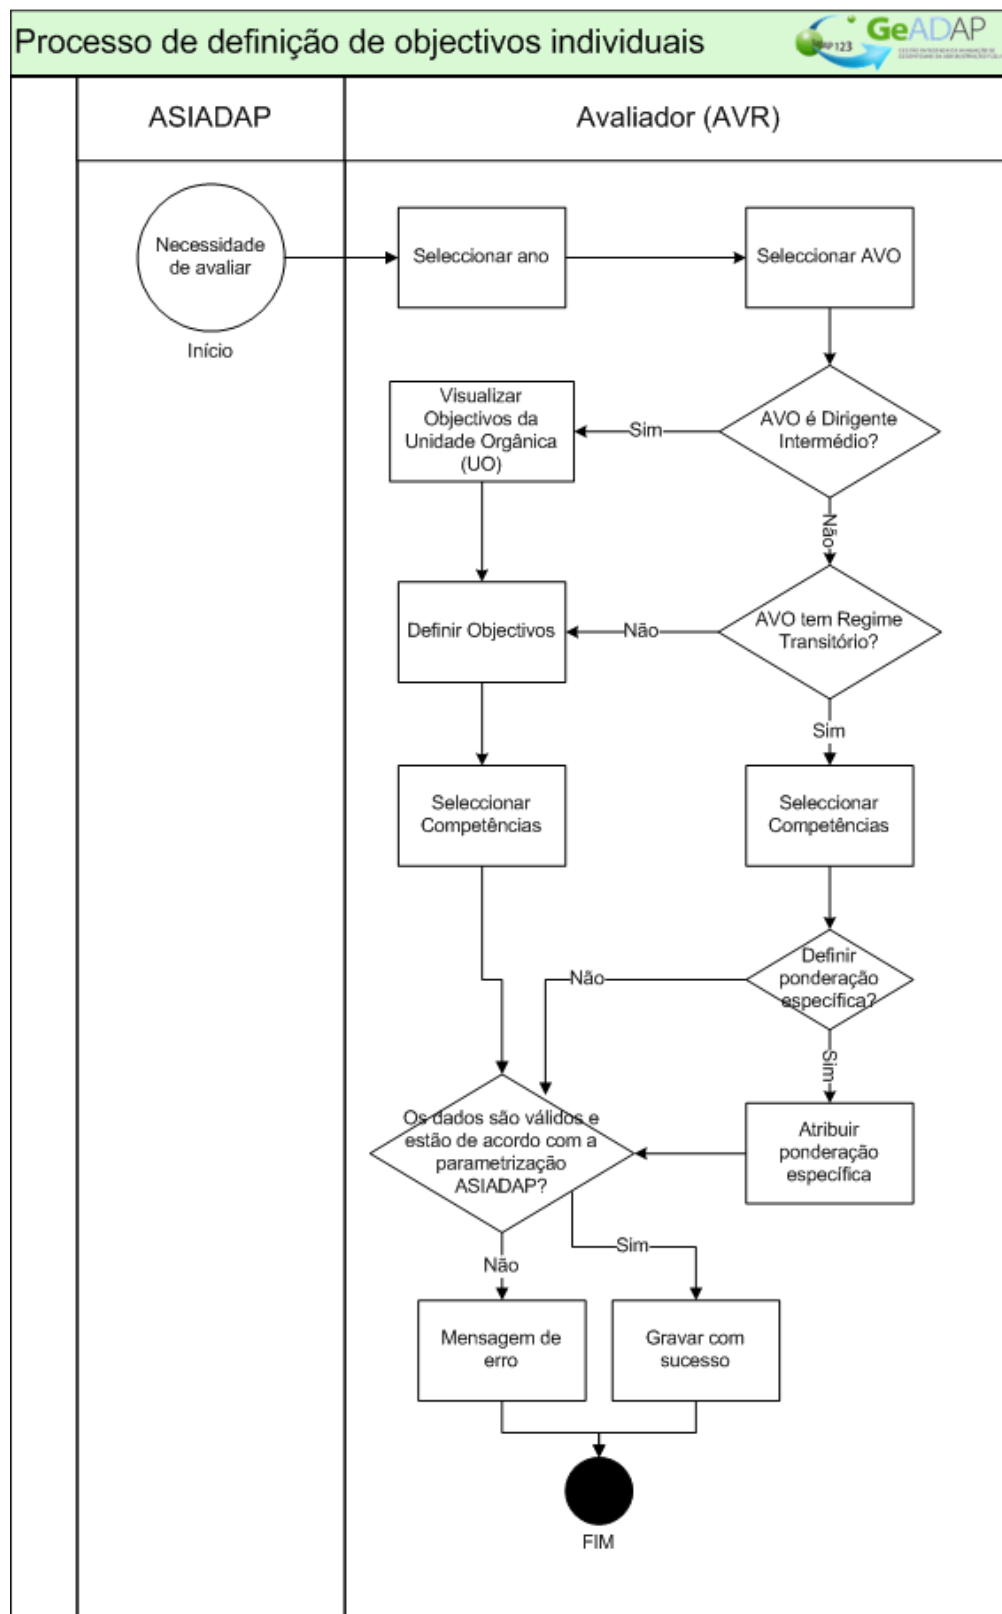 Processo de definição de objectivos individuais
GeADAP
ASIADAP
Avaliador (AVR)
Necessidade
de avaliar
Início
Seleccionar ano
Seleccionar AVO
Visualizar
Objectivos da
Unidade Orgânica
(UO)
Sim
AVO é Dirigente
Intermédio?
Não
Definir Objectivos
Não
AVO tem Regime
Transitório?
Sim
Seleccionar
Competências
Seleccionar
Competências
Definir
ponderação
específica?
Não
Sim
Os dados são válidos e
estão de acordo com a
parametrização
ASIADAP?
Atribuir
ponderação
específica
Sim
Não
Mensagem de
erro
Gravar com
sucesso
FIM